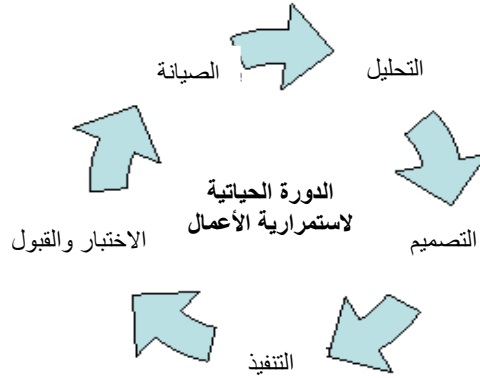 التحليل
الصيانة
الدورة الحياتية
لاستمرارية الأعمال
التصميم
الاختبار والقبول
التنفيذ